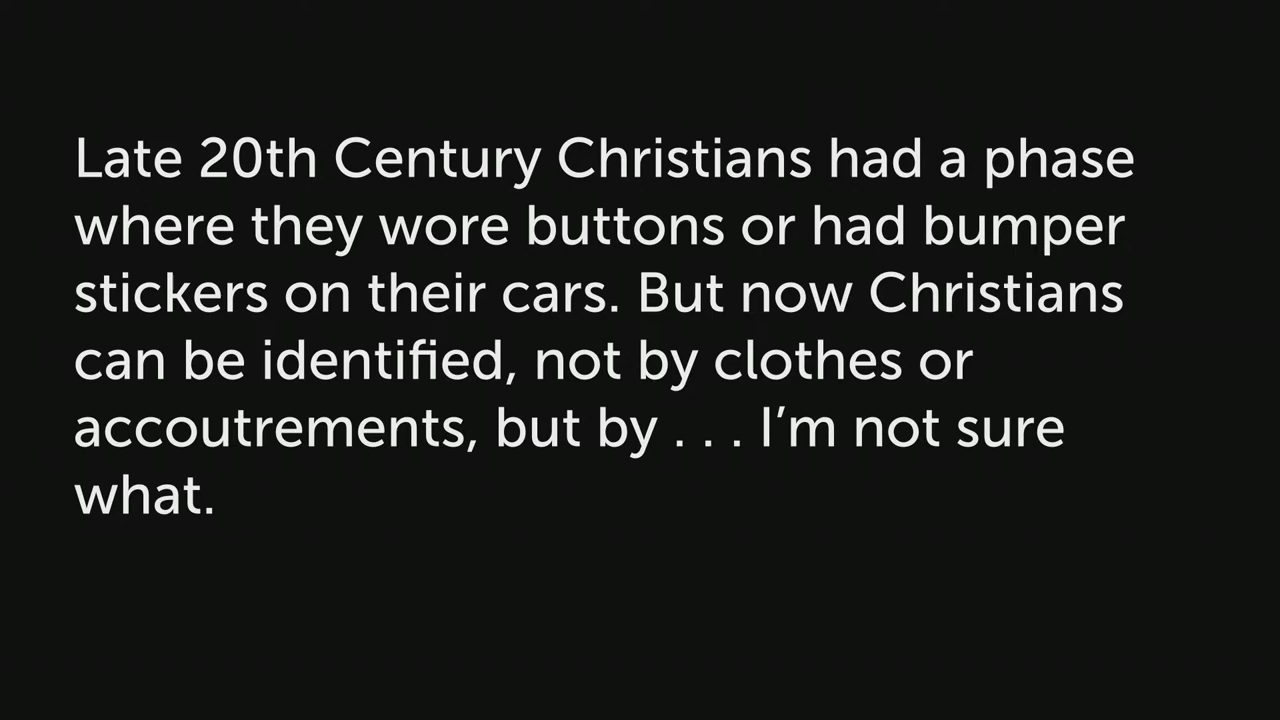 Late 20th Century Christians had a phase
where they wore buttons or had bumper
stickers on their cars. But now Christians
can be identified, not by clothes or
accoutrements, but by . . . I’m not sure
what.